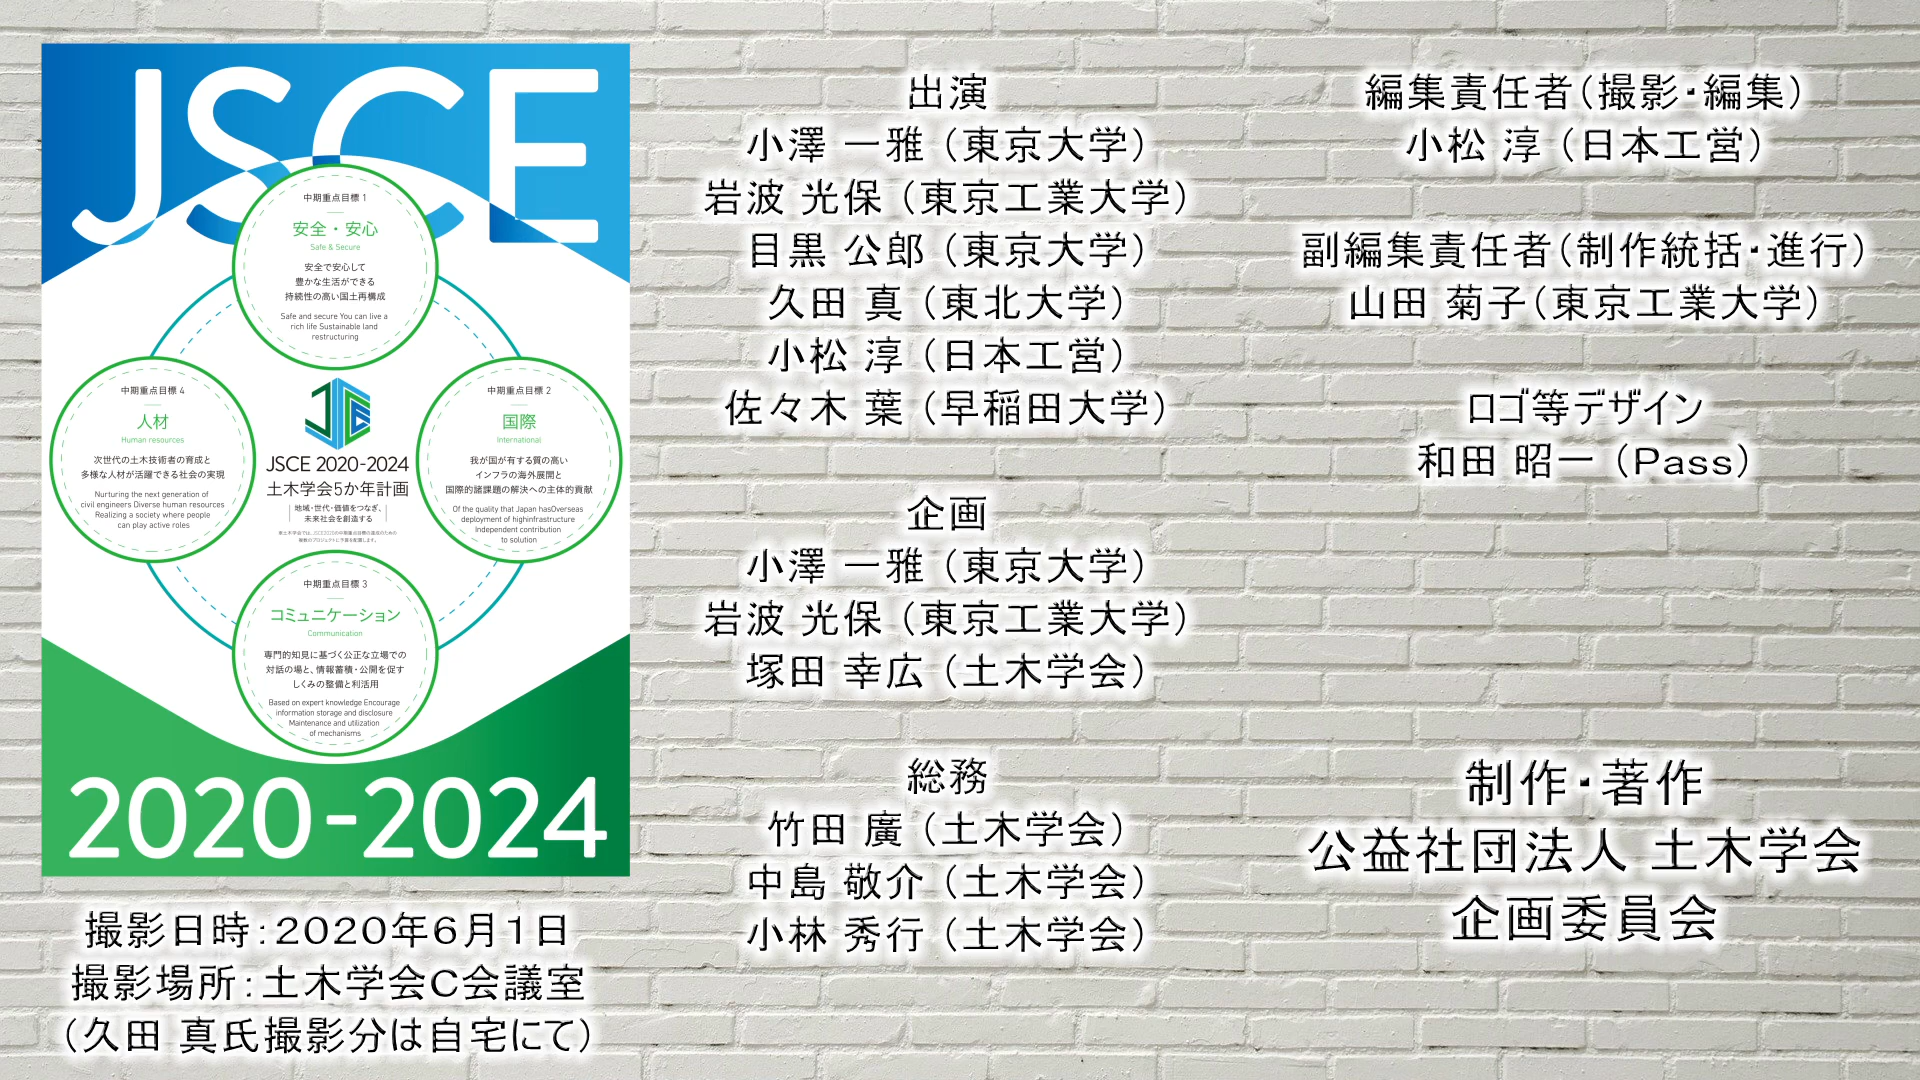 JSCE
中期重点目標 1
安全・安心
Safe & Secure
安全で安心して
豊かな生活ができる
持続性の高い国土再構成
Safe and secure You can live a
rich life Sustainable land
restructuring
中期重点目標 4
人材
Human resources
次世代の土木技術者の育成と
多様な人材が活躍できる社会の実現
Nurturing the next generation of
civil engineers Diverse human resources
Realizing a society where people
can play active roles
JSCE 2020-2024
土木学会5か年計画
地域・世代・価値をつなぎ、
未来社会を創造する
中期重点目標 2
国際
International
我が国が有する質の高い
インフラの海外展開と
国際的諸課題の解決への主体的貢献
Of the quality that Japan hasOverseas
deployment of highinfrastructure
Independent contribution
to solution
中期重点目標 3
コミュニケーション
Communication
専門的知見に基づく公正な立場での
対話の場と、情報蓄積・公開を促す
しくみの整備と利活用
Based on expert knowledge Encourage
information storage and disclosure
Maintenance and utilization
of mechanisms
2020-2024
撮影日時：２０２０年６月１日
撮影場所：土木学会Ｃ会議室
（久田 真氏撮影分は自宅にて）
出演
小澤 一雅（東京大学）
岩波 光保（東京工業大学）
目黒 公郎（東京大学）
久田 真（東北大学）
小松 淳（日本工営）
佐々木 葉（早稲田大学）
企画
小澤 一雅（東京大学）
岩波 光保（東京工業大学）
塚田 幸広（土木学会）
総務
竹田 廣（土木学会）
中島 敬介（土木学会）
小林 秀行（土木学会）
編集責任者（撮影・編集）
小松 淳（日本工営）
副編集責任者（制作統括・進行）
山田 菊子（東京工業大学）
ロゴ等デザイン
和田 昭一（Pass）
制作・著作
公益社団法人 土木学会
企画委員会